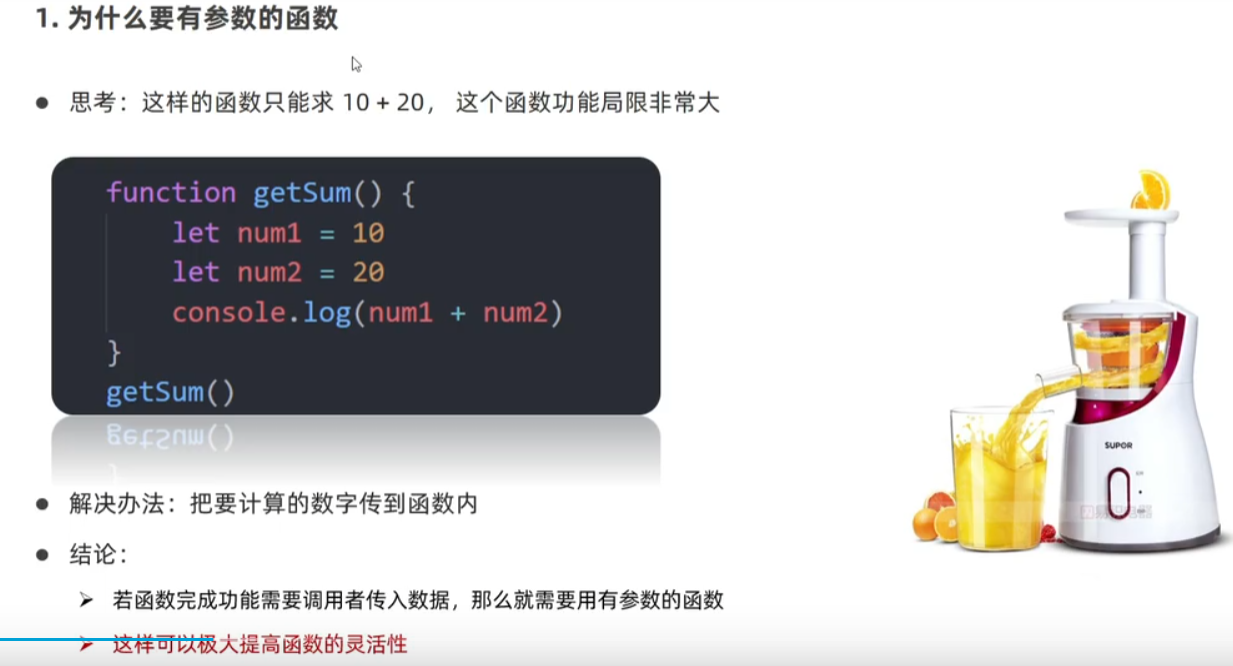 1. 为什么要有参数的函数
● 思考：这样的函数只能求 10 + 20， 这个函数功能局限非常大
function getSum() {
let num1 = 10
let num2 = 20
console.log(num1 + num2)
}
getSum()
● 解决办法：把要计算的数字传到函数内
● 结论：
➢ 若函数完成功能需要调用者传入数据，那么就需要用有参数的函数
➢ 这样可以极大提高函数的灵活性
SUPOR